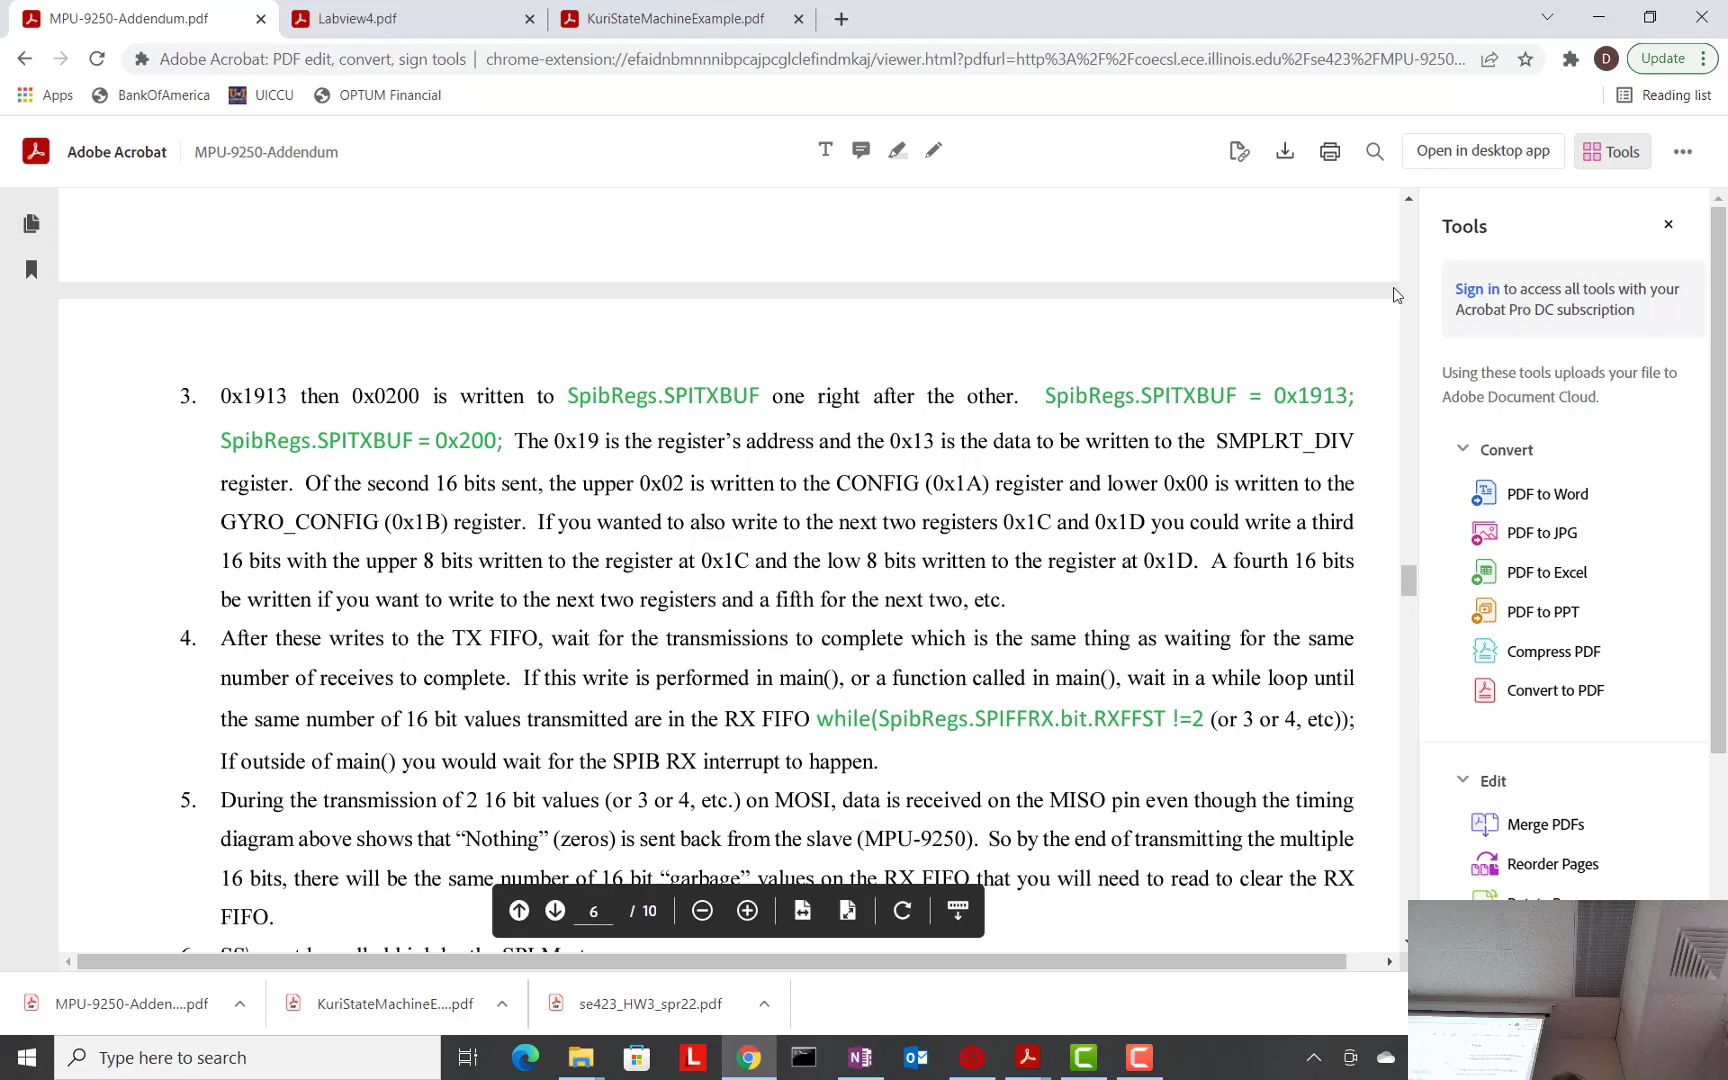 MPU-9250-Addendum.pdf
Labview4.pdf
KuriStateMachineExample.pdf
Adobe Acrobat: PDF edit, convert, sign tools | chrome-extension://efaidnbmnnnibpcajpcglclefindmkaj/viewer.html?pdfurl=http%3A%2F%2Fcoecsl.ece.illinois.edu%2Fse423%2FMPU-9250...
D
Update
Apps
BankOfAmerica
UICCU
OPTUM Financial
Reading list
Adobe Acrobat
MPU-9250-Addendum
Open in desktop app
Tools
Tools
Sign in to access all tools with your
Acrobat Pro DC subscription
Using these tools uploads your file to
Adobe Document Cloud.
Convert
PDF to Word
PDF to JPG
PDF to Excel
PDF to PPT
Compress PDF
Convert to PDF
Edit
Merge PDFs
Reorder Pages
3. 0x1913 then 0x0200 is written to SpibRegs.SPITXBUF one right after the other. SpibRegs.SPITXBUF = 0x1913;
SpibRegs.SPITXBUF = 0x200; The 0x19 is the register's address and the 0x13 is the data to be written to the SMPLRT_DIV
register. Of the second 16 bits sent, the upper 0x02 is written to the CONFIG (0x1A) register and lower 0x00 is written to the
GYRO_CONFIG (0x1B) register. If you wanted to also write to the next two registers 0x1C and 0x1D you could write a third
16 bits with the upper 8 bits written to the register at 0x1C and the low 8 bits written to the register at 0x1D. A fourth 16 bits
be written if you want to write to the next two registers and a fifth for the next two, etc.
4. After these writes to the TX FIFO, wait for the transmissions to complete which is the same thing as waiting for the same
number of receives to complete. If this write is performed in main(), or a function called in main(), wait in a while loop until
the same number of 16 bit values transmitted are in the RX FIFO while(SpibRegs.SPIFFRX.bit.RXFFST !=2 (or 3 or 4, etc));
If outside of main() you would wait for the SPIB RX interrupt to happen.
5. During the transmission of 2 16 bit values (or 3 or 4, etc.) on MOSI, data is received on the MISO pin even though the timing
diagram above shows that "Nothing" (zeros) is sent back from the slave (MPU-9250). So by the end of transmitting the multiple
16 bits, there will be the same number of 16 bit "garbage" values on the RX FIFO that you will need to read to clear the RX
FIFO.
6 / 10
MPU-9250-Adden....pdf
KuriStateMachineE....pdf
se423_HW3_spr22.pdf
Type here to search